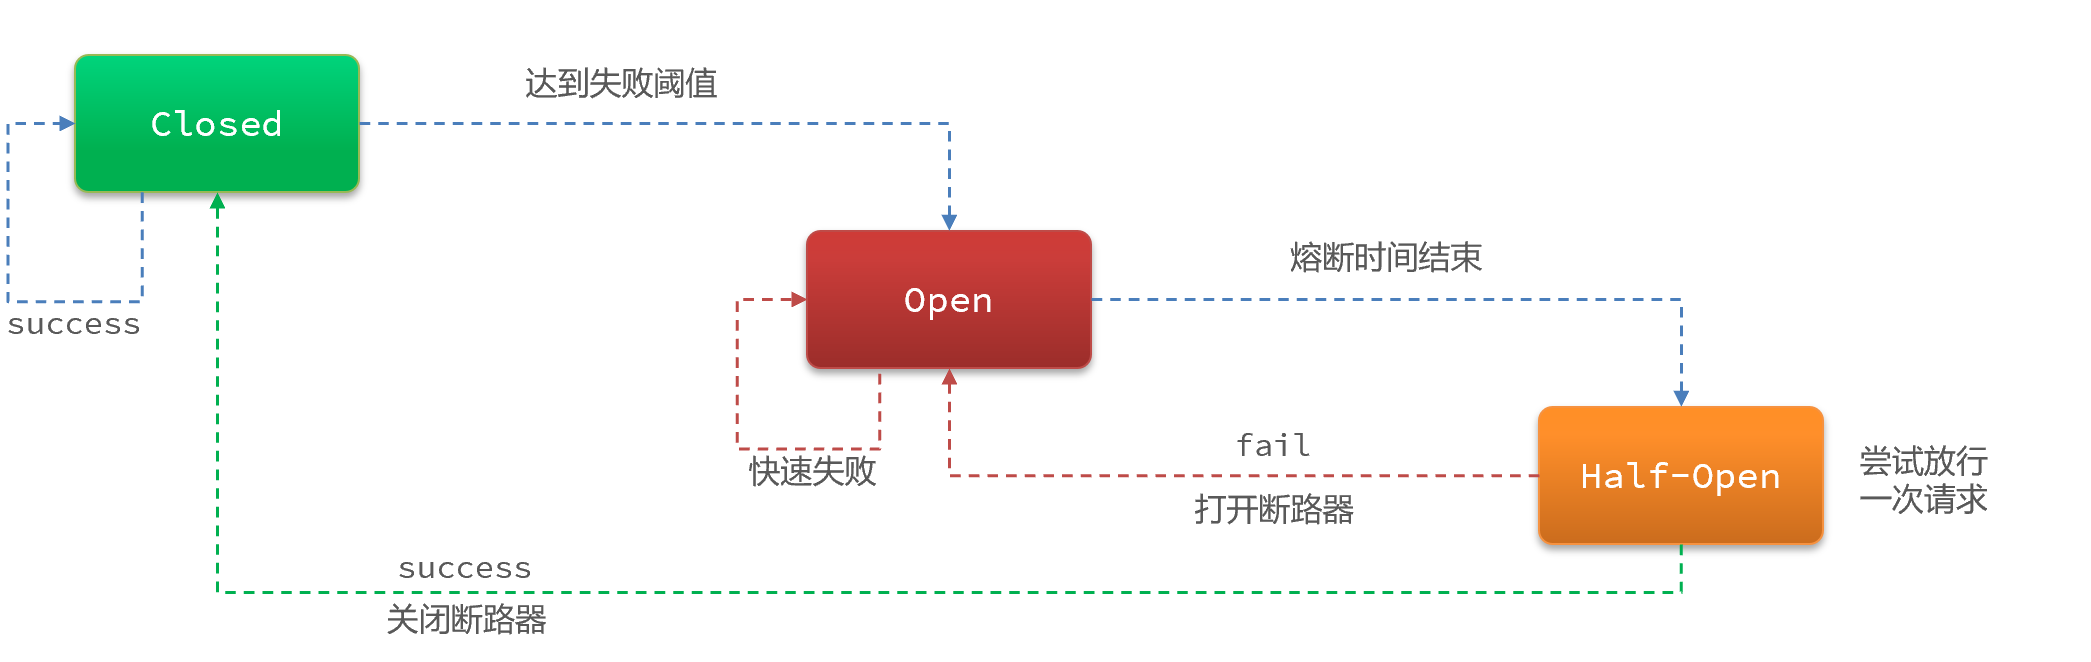 达到失败阈值
Closed
熔断时间结束
Open
success
fail
尝试放行
一次请求
Half-Open
快速失败
打开断路器
success
关闭断路器